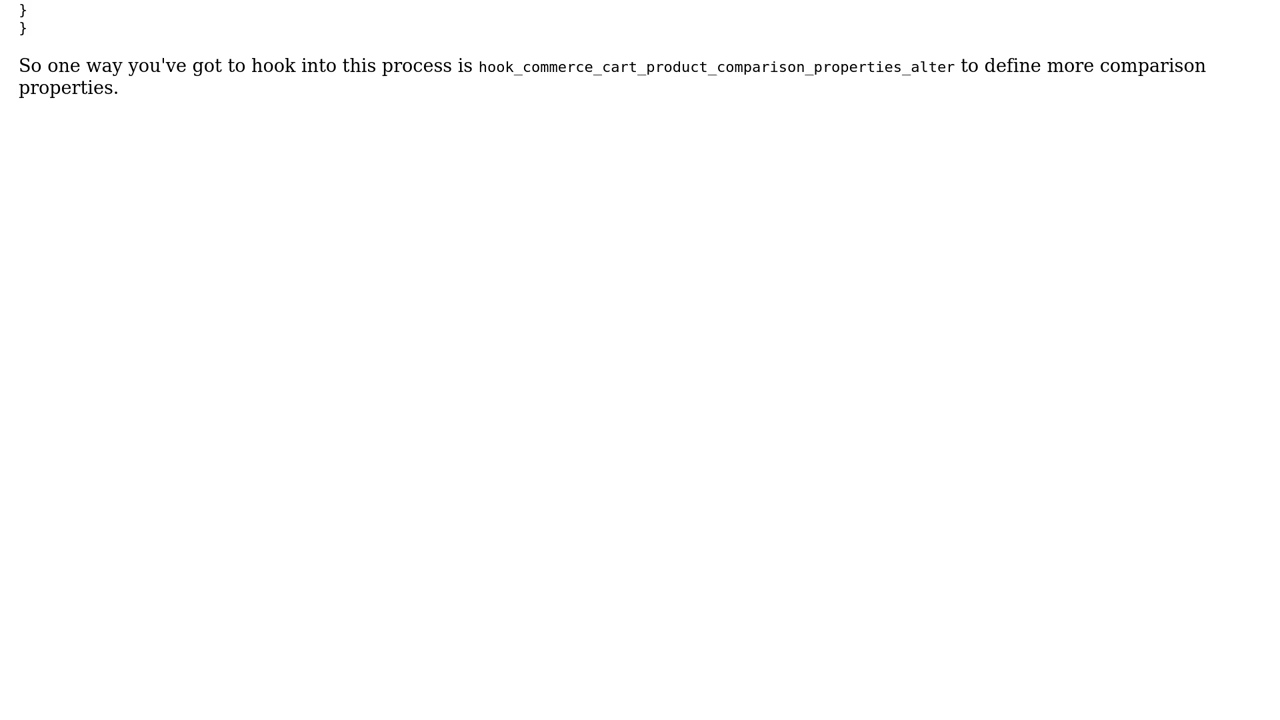 }
}
So one way you've got to hook into this process is hook_commerce_cart_product_comparison_properties_alter to define more comparison
properties.